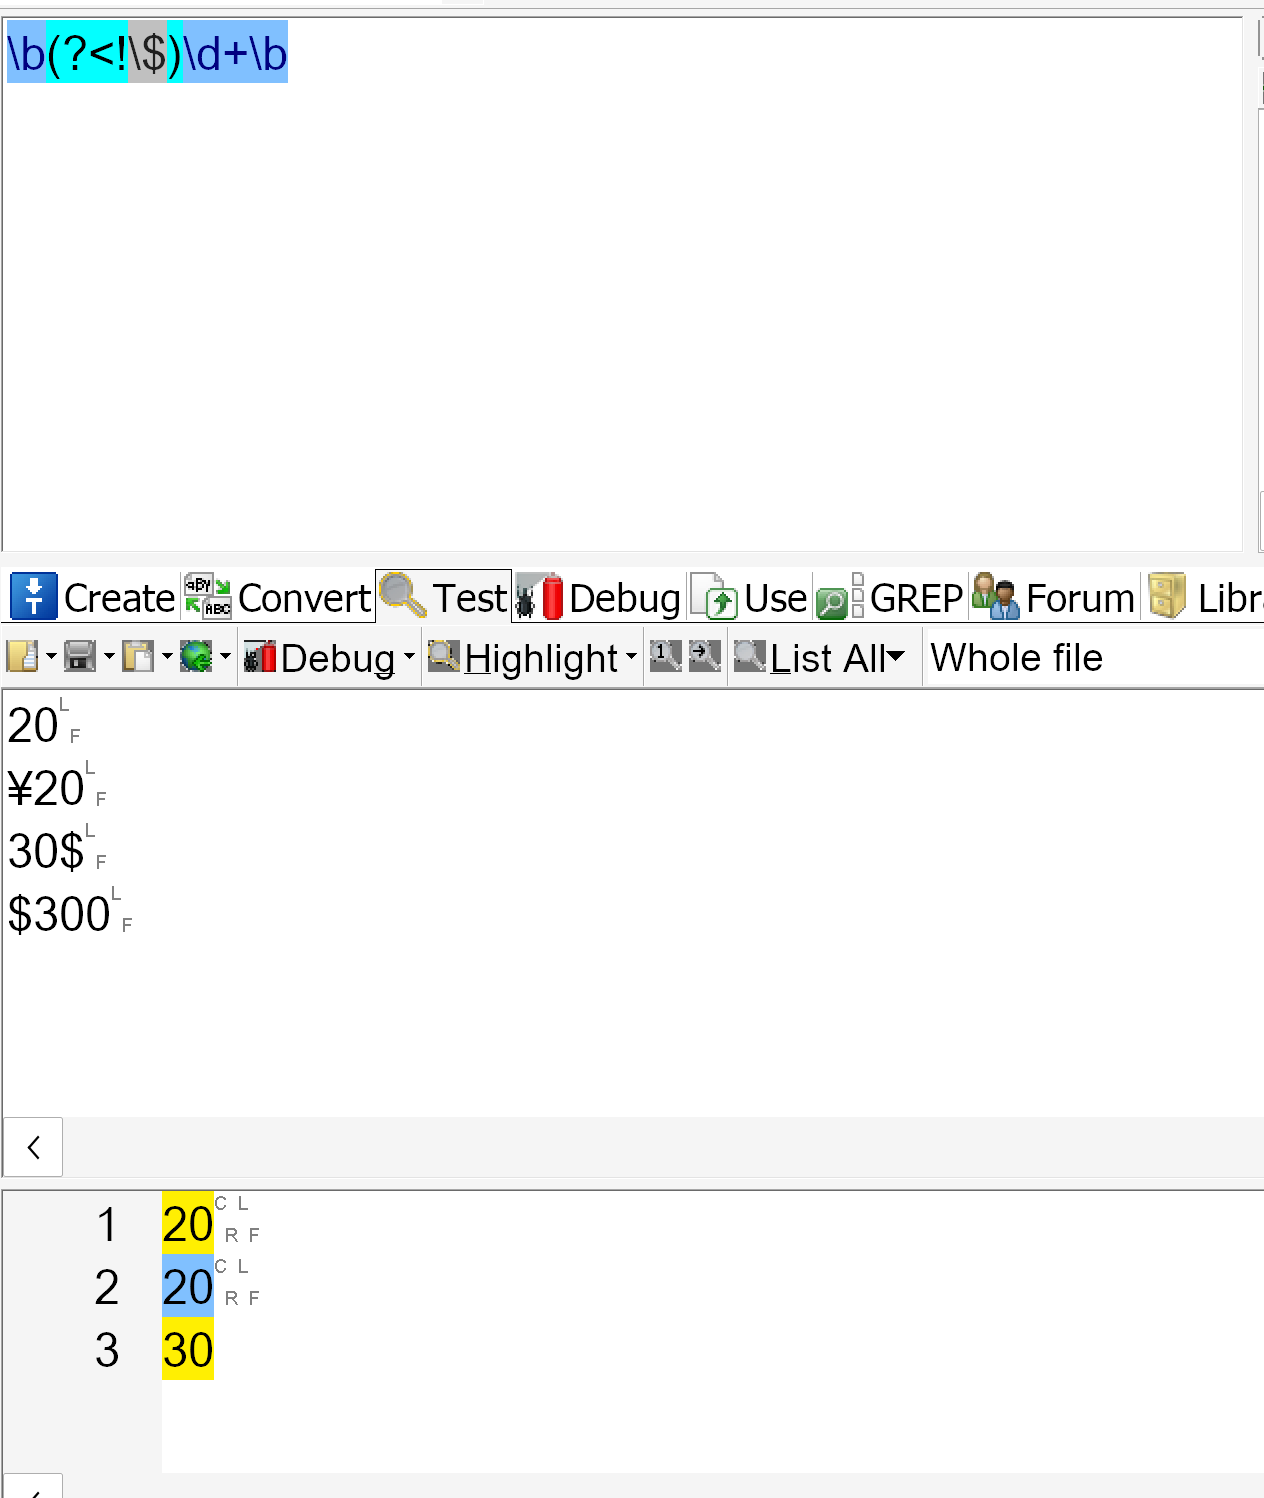 \b(?<!\$)\d+\b
Create Convert Test Debug Use GREP Forum Libr
Debug Highlight List All Whole file
20
¥20
30$
$300
1 20
2 20
3 30